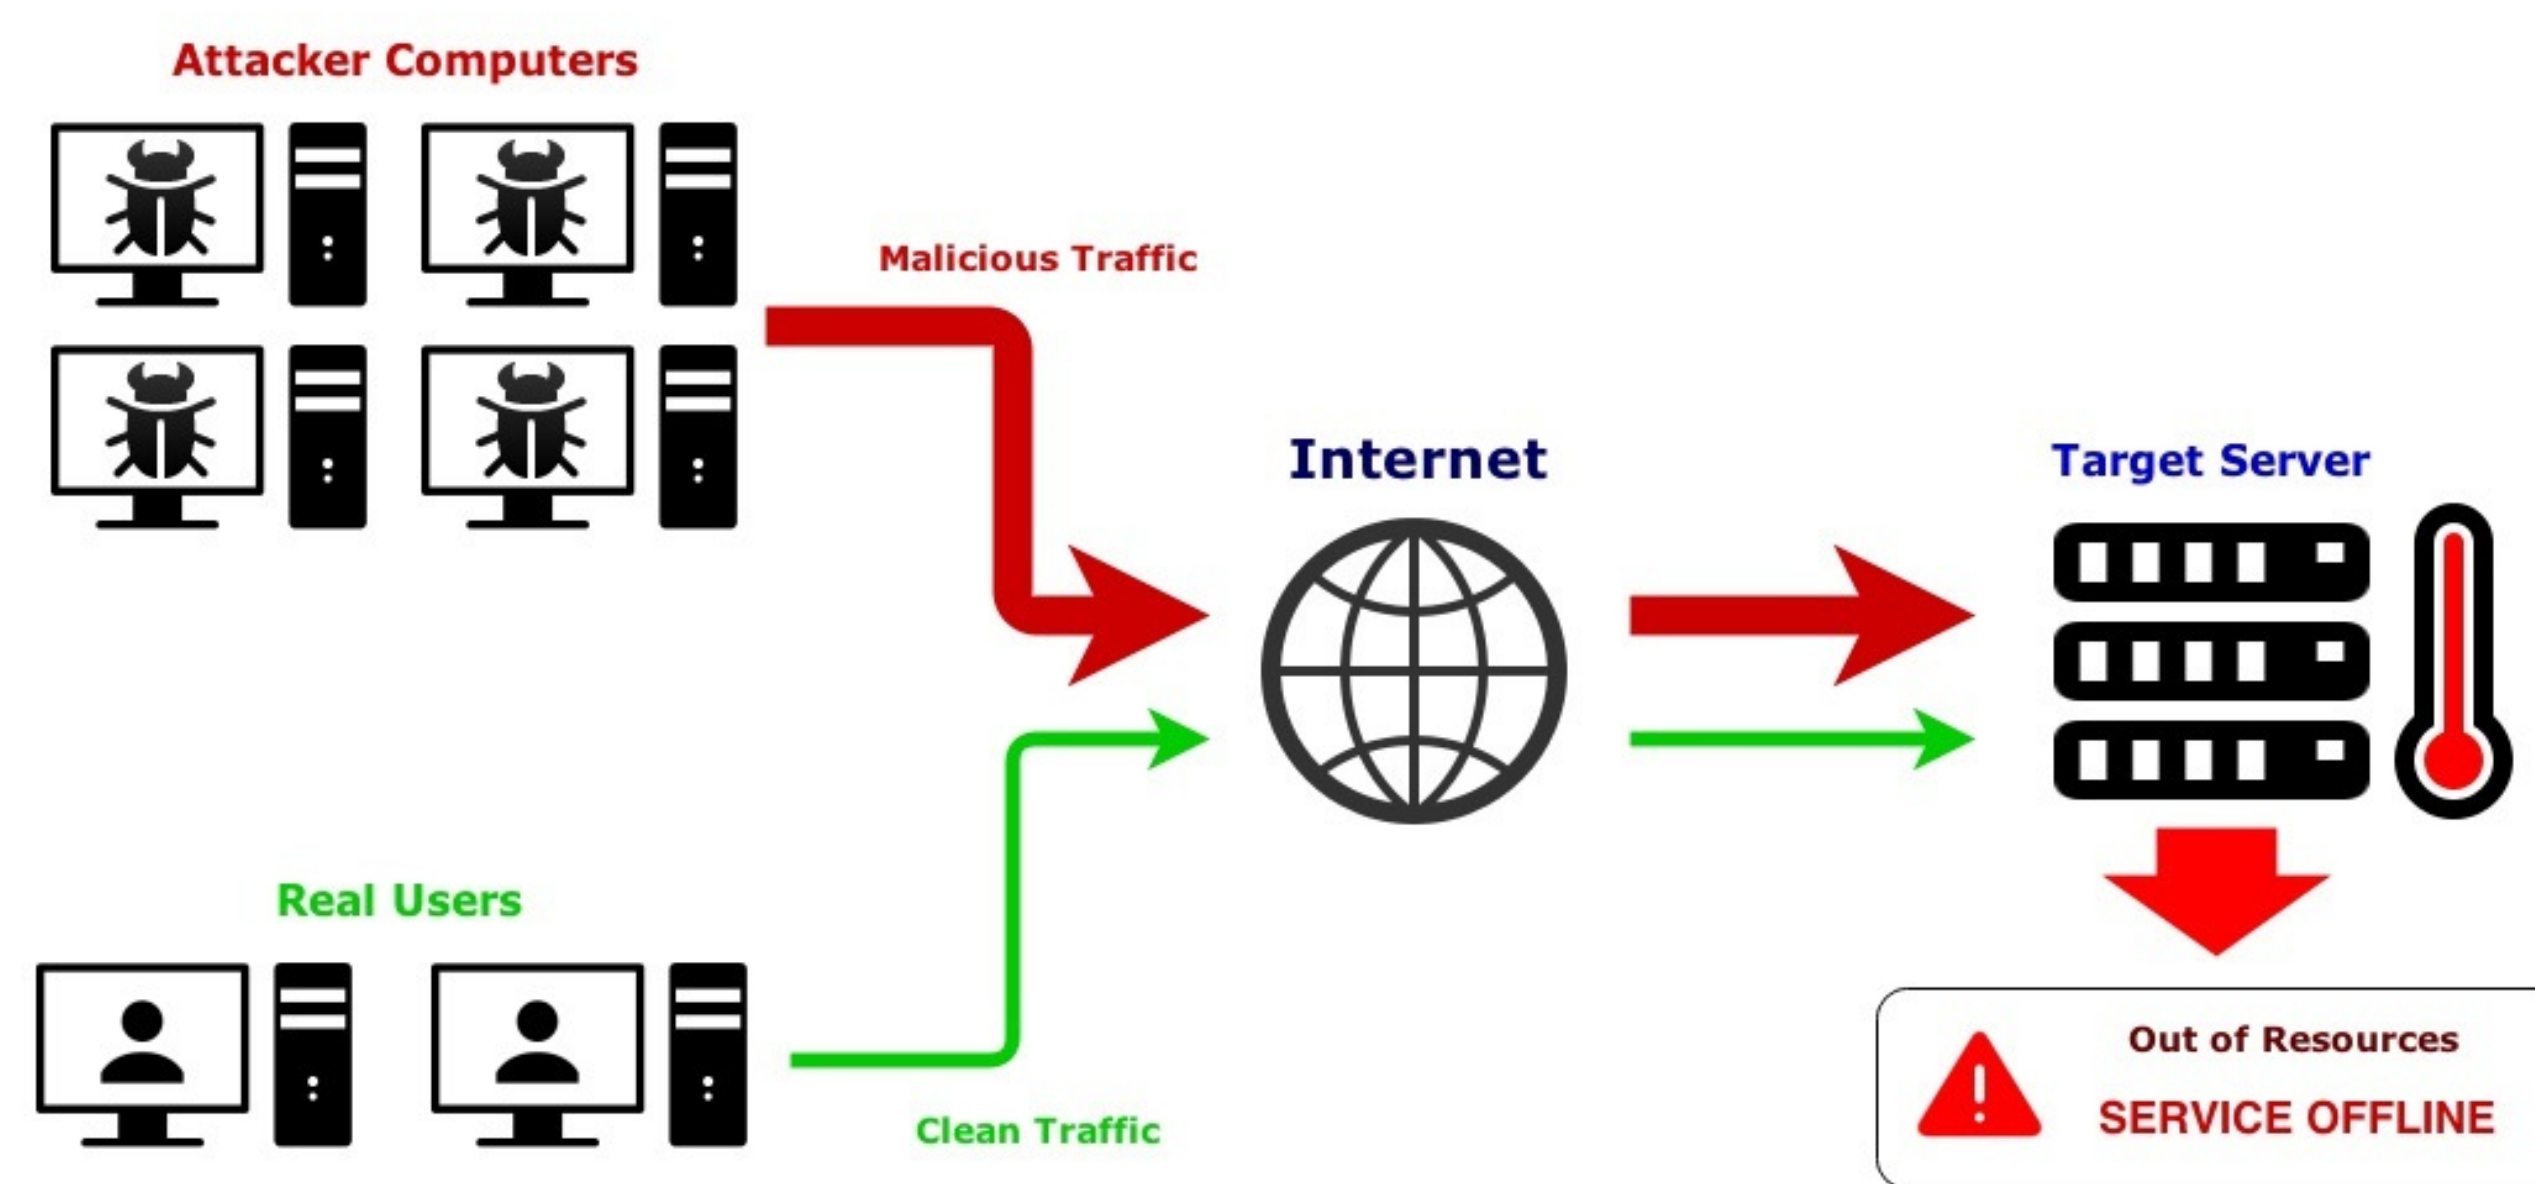 Attacker Computers
Malicious Traffic
Internet
Target Server
Real Users
Clean Traffic
Out of Resources
SERVICE OFFLINE